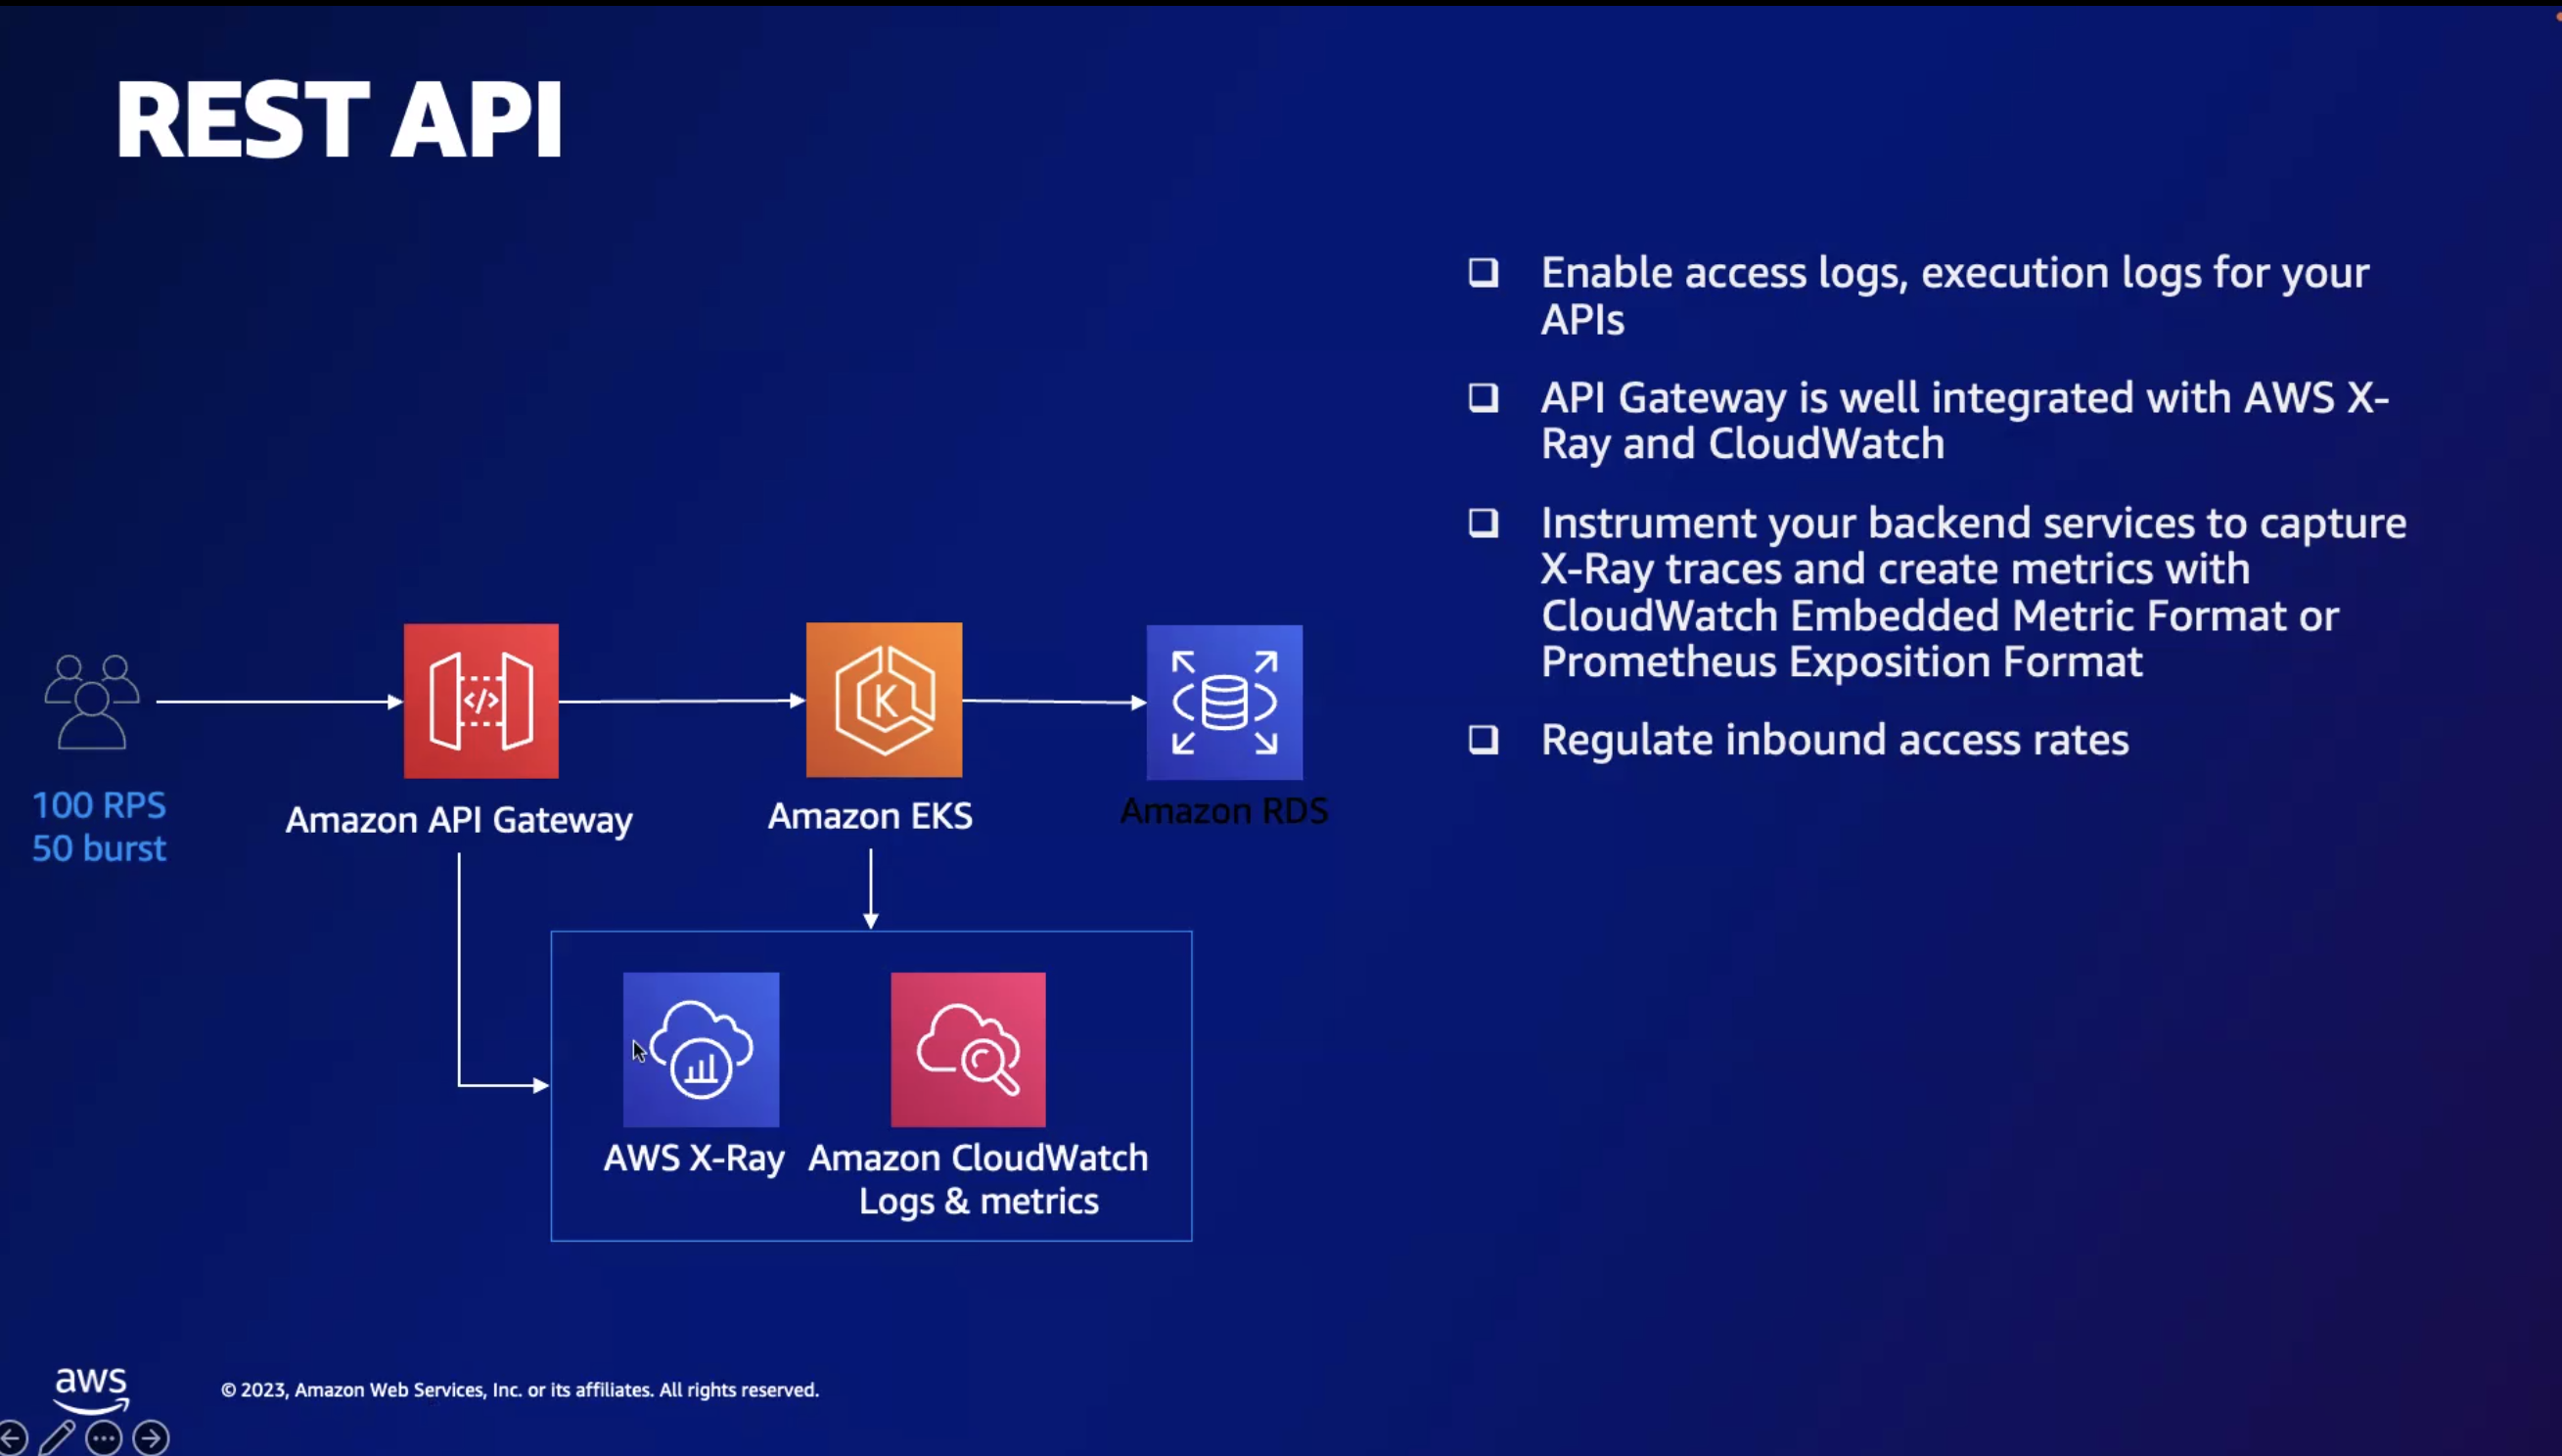 REST API
Enable access logs, execution logs for your
APIs
API Gateway is well integrated with AWS X-
Ray and CloudWatch
Instrument your backend services to capture
X-Ray traces and create metrics with
CloudWatch Embedded Metric Format or
Prometheus Exposition Format
Regulate inbound access rates
100 RPS
50 burst
</>
Amazon API Gateway
K
Amazon EKS
Amazon RDS
AWS X-Ray
Amazon CloudWatch
Logs & metrics
aws
© 2023, Amazon Web Services, Inc. or its affiliates. All rights reserved.